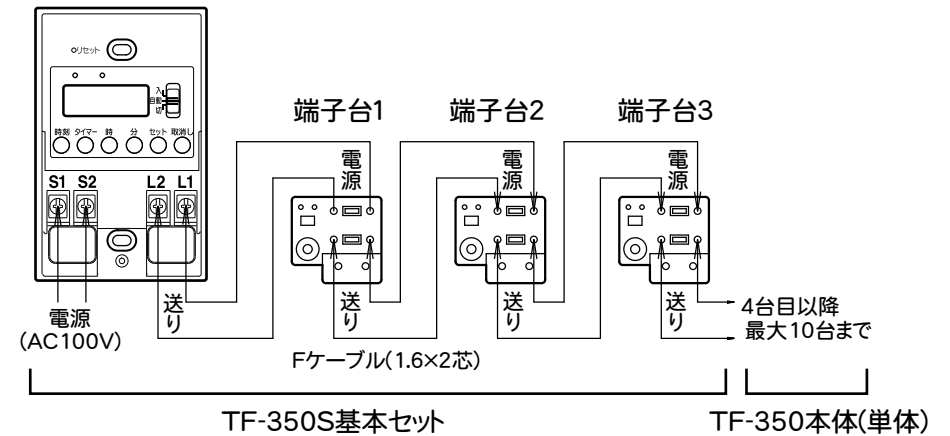 リセット
入
自動
切
時刻 タイマー 時 分 セット 取消し
S1 S2 L2 L1
端子台1 端子台2 端子台3
電源 電源 電源
送り 送り 送り 送り
電源
(AC100V)
Fケーブル(1.6×2芯)
4台目以降
最大10台まで
TF-350S基本セット
TF-350本体(単体)